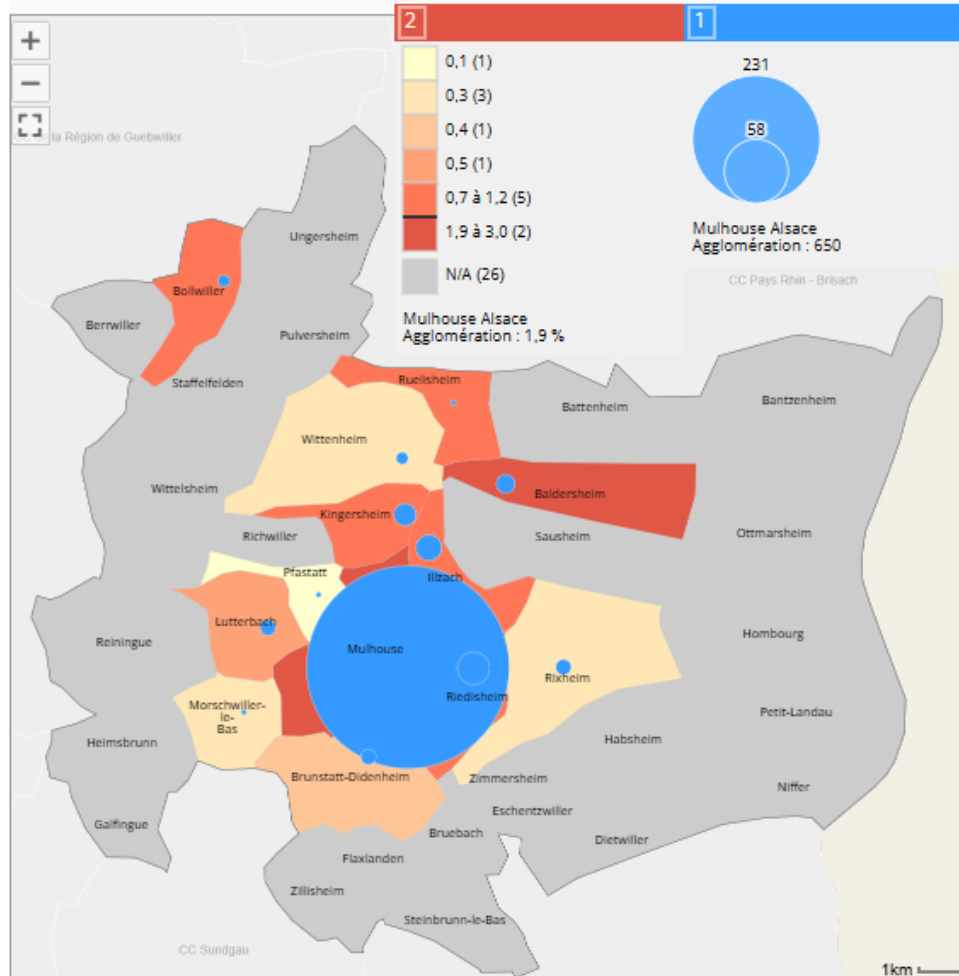 2
1
0,1 (1)
0,3 (3)
0,4 (1)
0,5 (1)
0,7 à 1,2 (5)
1,9 à 3,0 (2)
N/A (26)
Mulhouse Alsace
Agglomération : 1,9 %
231
58
Mulhouse Alsace
Agglomération : 650
+
−
la Région de Guebwiller
CC Pays Rhin - Brisach
Ungersheim
Bollwiller
Berrwiller
Pulversheim
Staffelfelden
Ruelisheim
Battenheim
Bantzenheim
Wittenheim
Wittelsheim
Baldersheim
Kingersheim
Richwiller
Sausheim
Ottmarsheim
Pfastatt
Illzach
Lutterbach
Reiningue
Hombourg
Mulhouse
Riedisheim
Rixheim
Morschwiller-
le-
Bas
Petit-Landau
Heimsbrunn
Habsheim
Brunstatt-Didenheim
Zimmersheim
Niffer
Eschentzwiller
Galfingue
Bruebach
Dietwiller
Flaxlanden
Zillisheim
Steinbrunn-le-Bas
CC Sundgau
1km